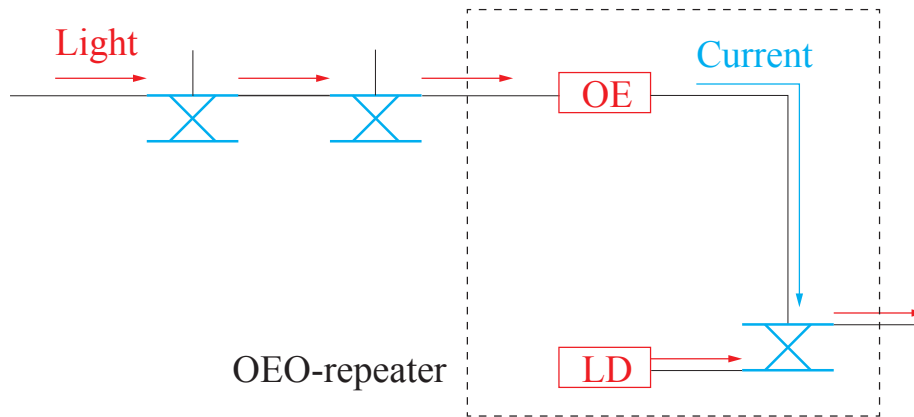 Light
Current
OE
OEO-repeater
LD